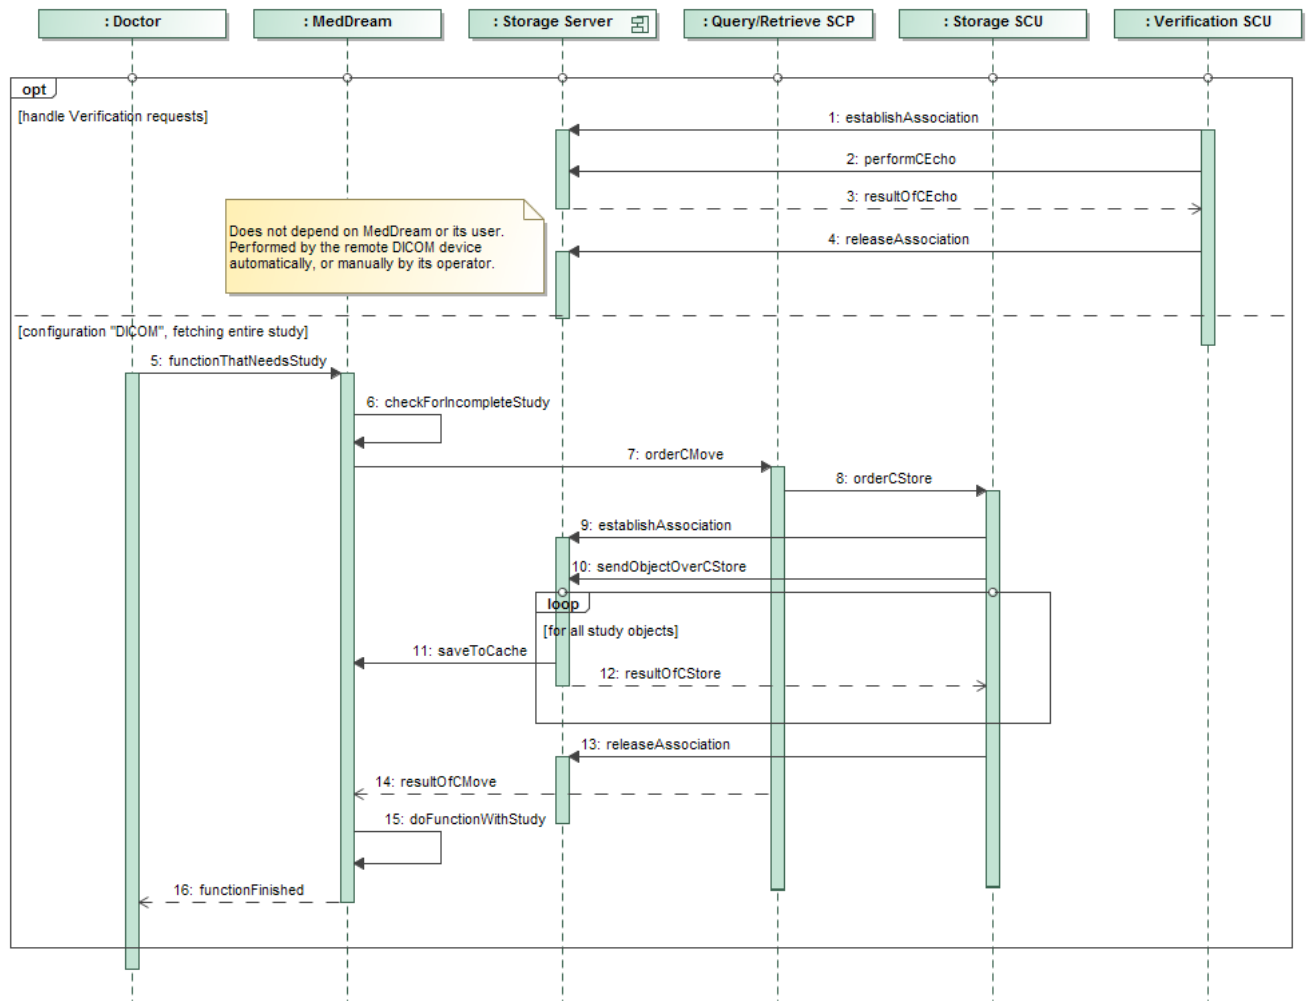 : Doctor
: MedDream
: Storage Server
: Query/Retrieve SCP
: Storage SCU
: Verification SCU
opt
[handle Verification requests]
1: establishAssociation
2: performCEcho
3: resultOfCEcho
Does not depend on MedDream or its user.
Performed by the remote DICOM device
automatically, or manually by its operator.
4: releaseAssociation
[configuration "DICOM", fetching entire study]
5: functionThatNeedsStudy
6: checkForIncompleteStudy
7: orderCMove
8: orderCStore
9: establishAssociation
10: sendObjectOverCStore
loop
[for all study objects]
11: saveToCache
12: resultOfCStore
13: releaseAssociation
14: resultOfCMove
15: doFunctionWithStudy
16: functionFinished